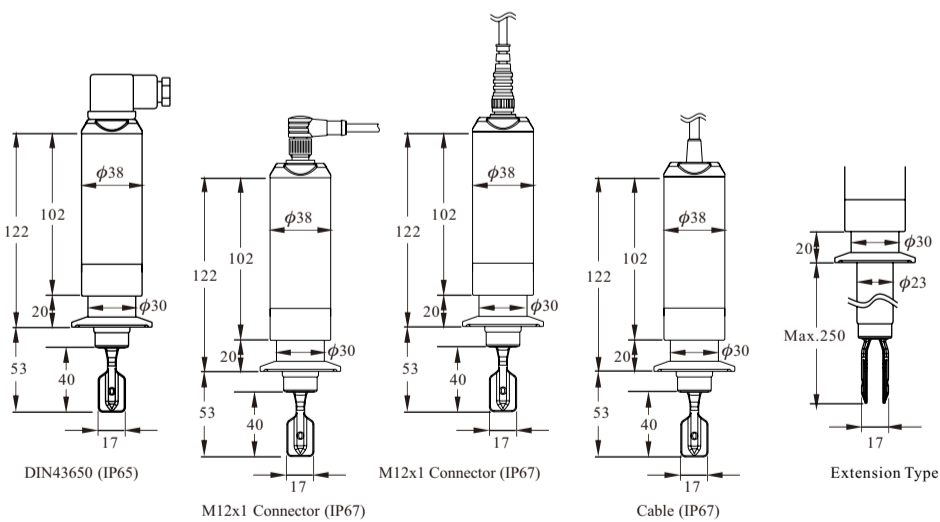 φ38
102
122
20
φ30
53
40
17
DIN43650 (IP65)
φ38
102
122
20
φ30
53
40
17
M12x1 Connector (IP67)
φ38
102
122
20
φ30
53
40
17
M12x1 Connector (IP67)
φ38
102
122
20
φ30
53
40
17
Cable (IP67)
20
φ30
φ23
Max.250
17
Extension Type